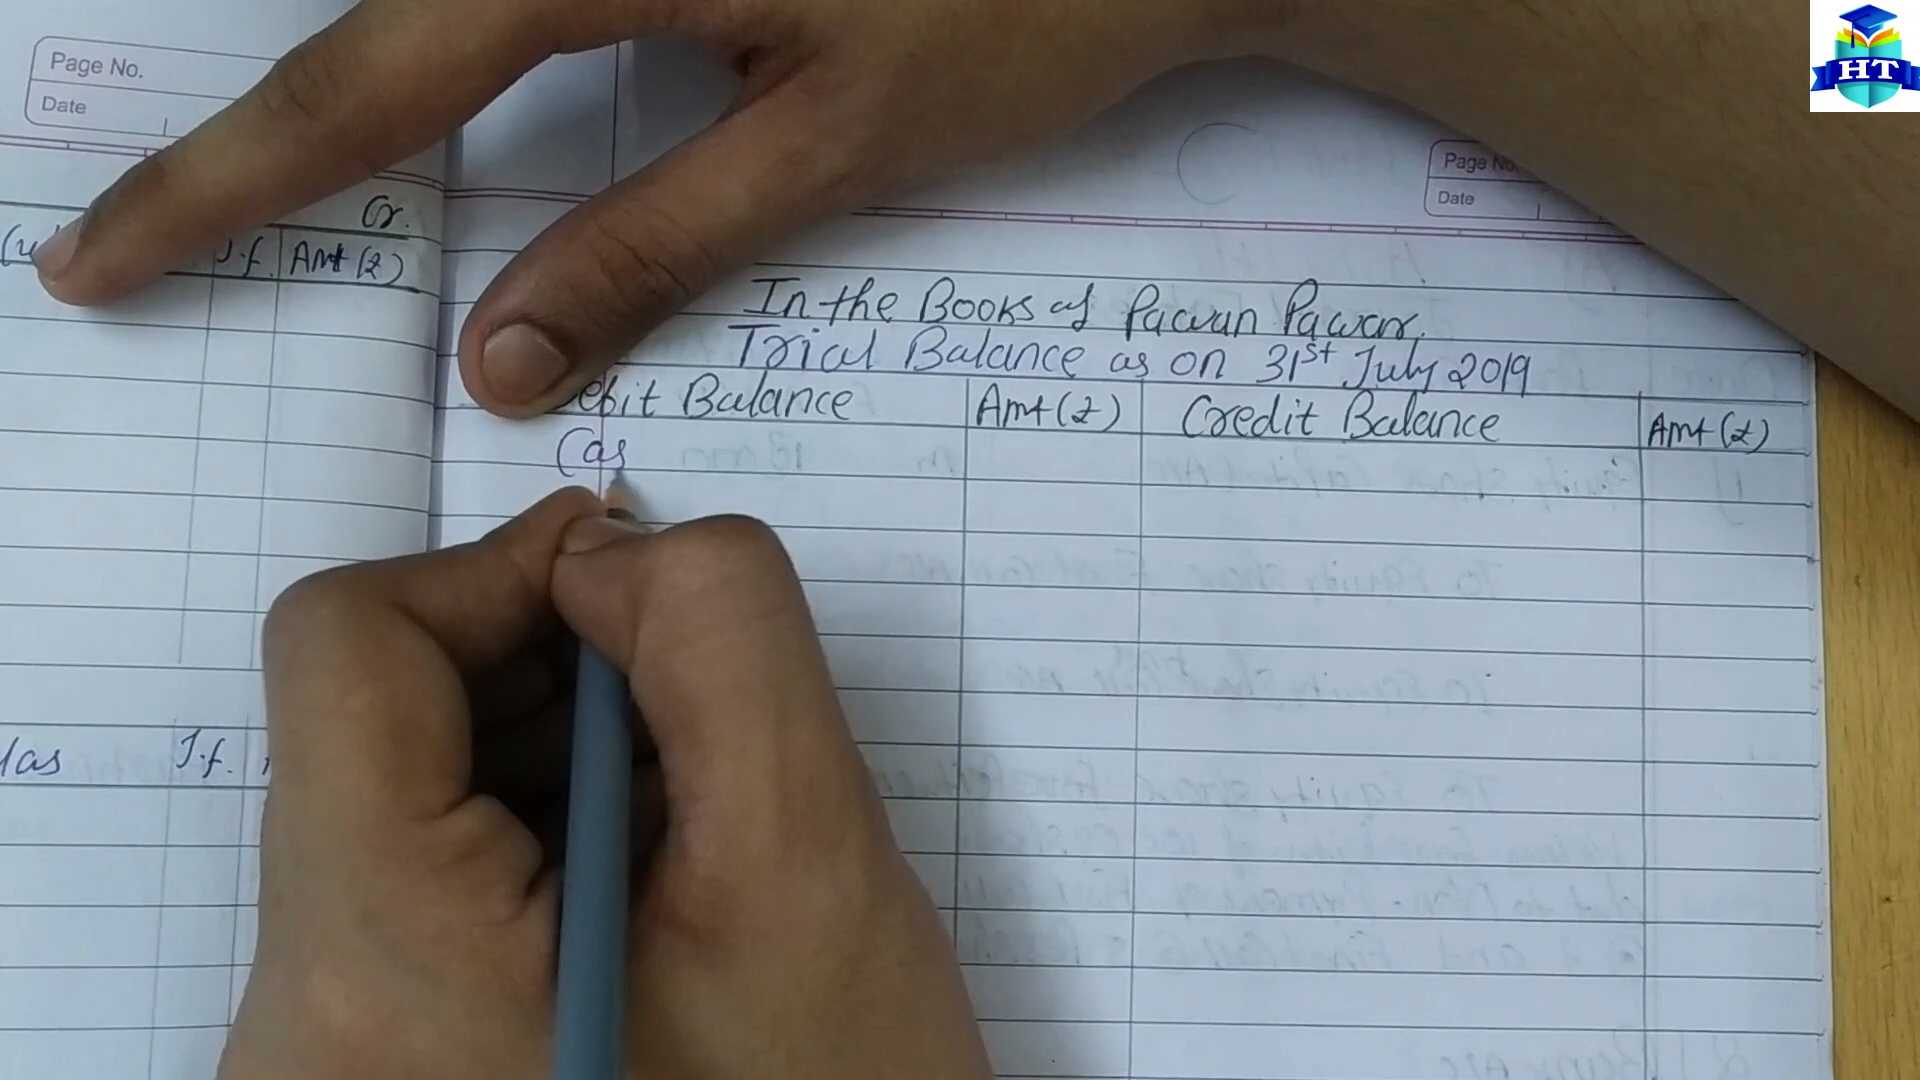 HT
Page No.
Date
Cr.
J.f. Amt (₹)
J.f.
Page No
Date
In the Books of Pawan Pawar.
Trial Balance as on 31st July 2019
ebit Balance Amt (₹) Credit Balance Amt (₹)
Cas